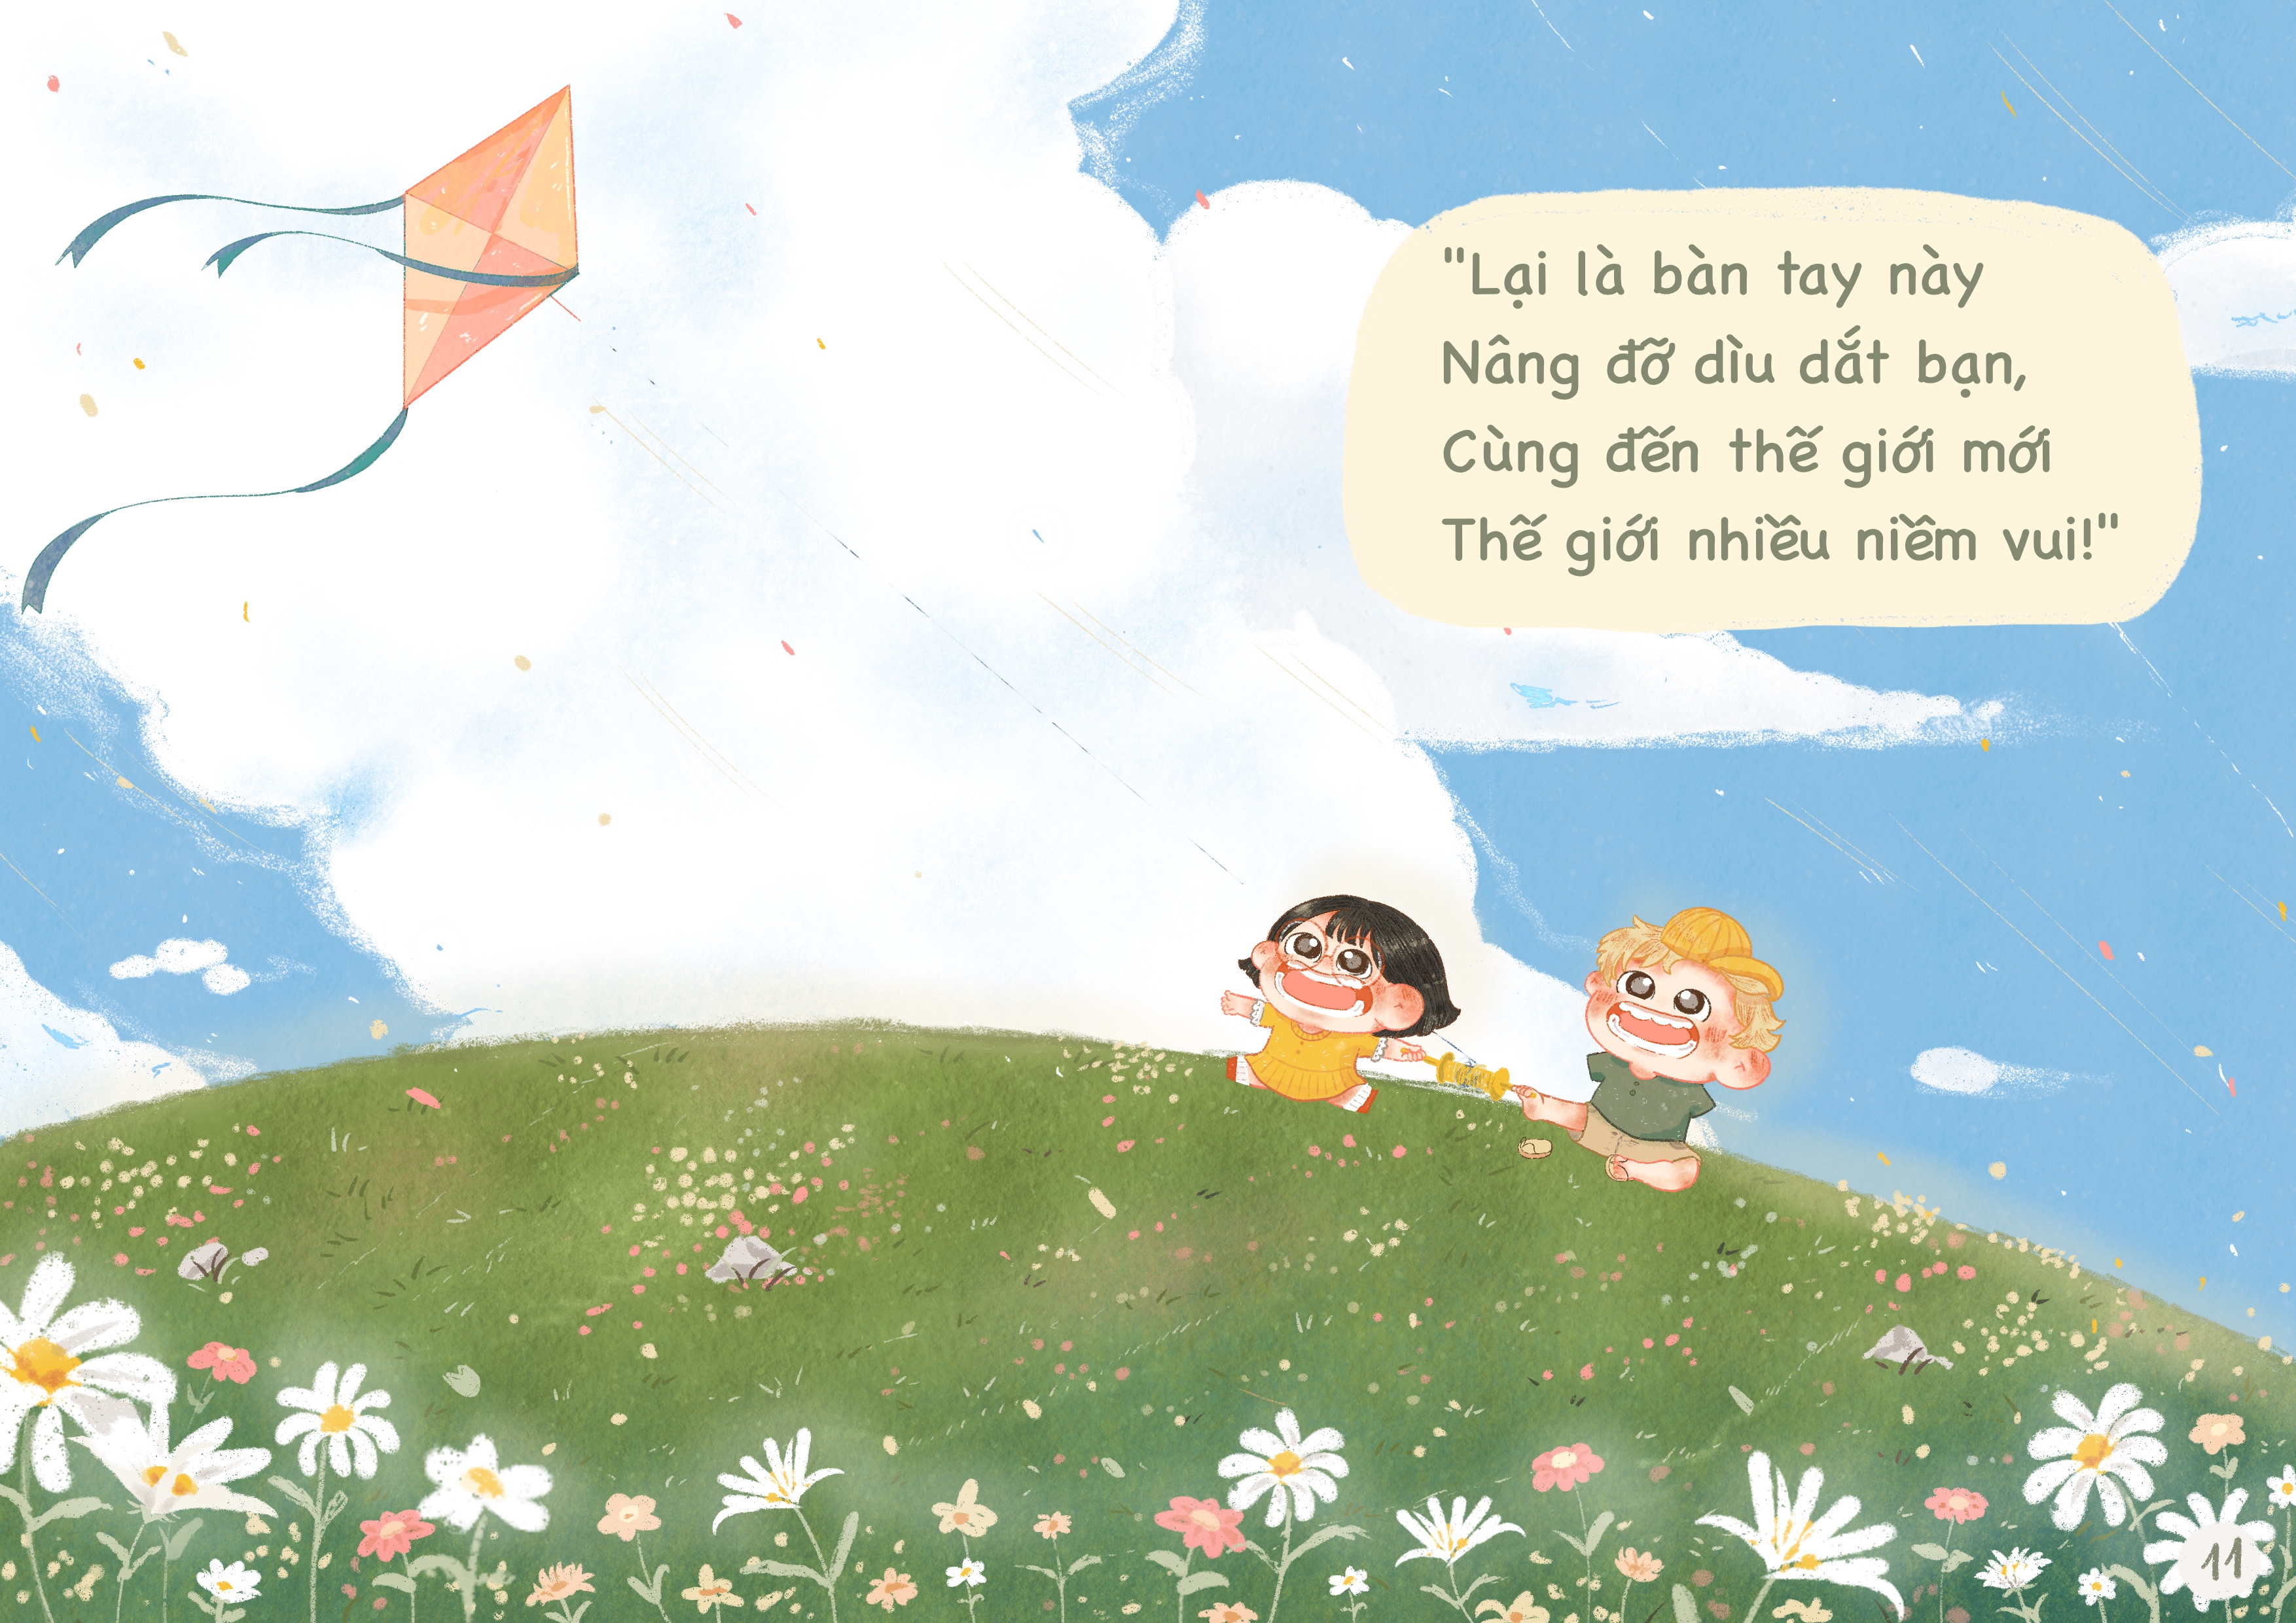 "Lại là bàn tay này
Nâng đỡ dìu dắt bạn,
Cùng đến thế giới mới
Thế giới nhiều niềm vui!"
11